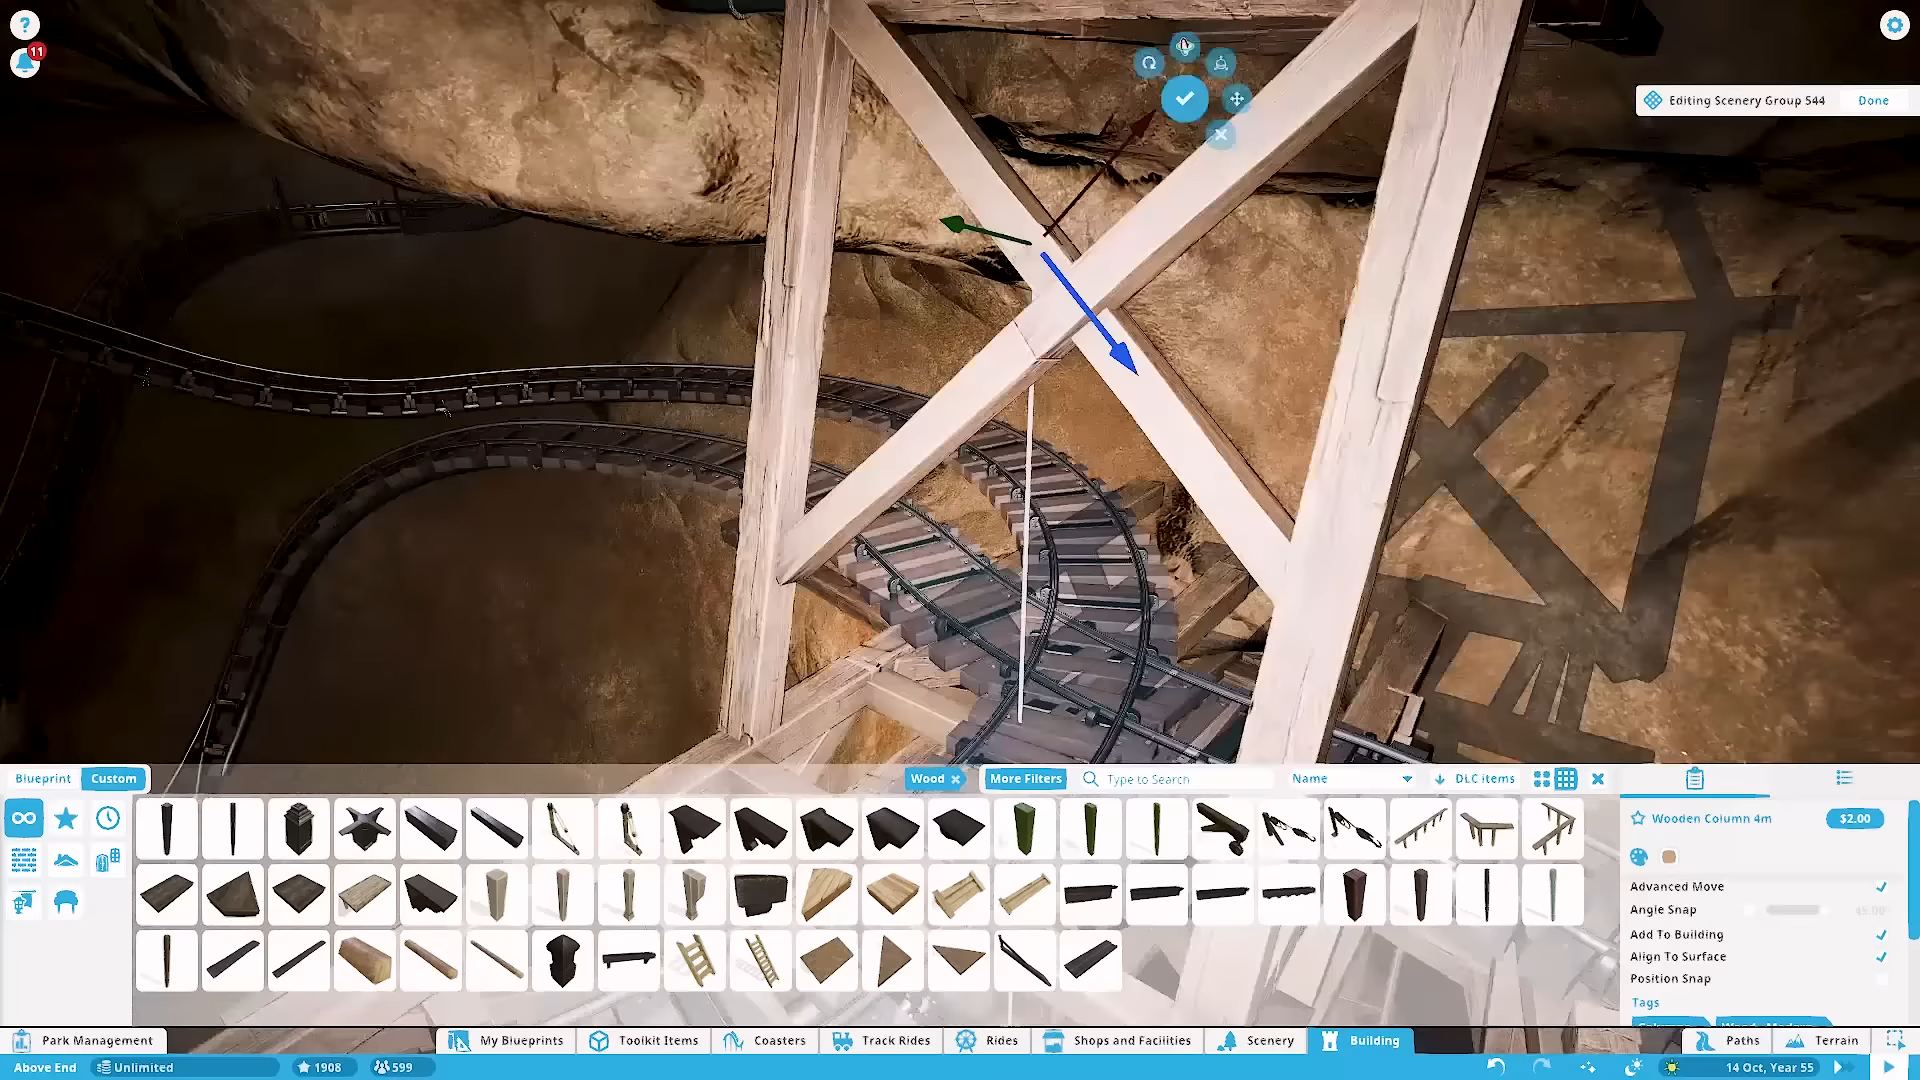 ?
11
Editing Scenery Group 544 Done
Blueprint Custom Wood × More Filters Type to Search Name DLC items
Wooden Column 4m $2.00
Advanced Move
Angle Snap 45.00
Add To Building
Align To Surface
Position Snap
Tags
Park Management My Blueprints Toolkit Items Coasters Track Rides Rides Shops and Facilities Scenery Building Paths Terrain
Above End Unlimited 1908 599 14 Oct, Year 55